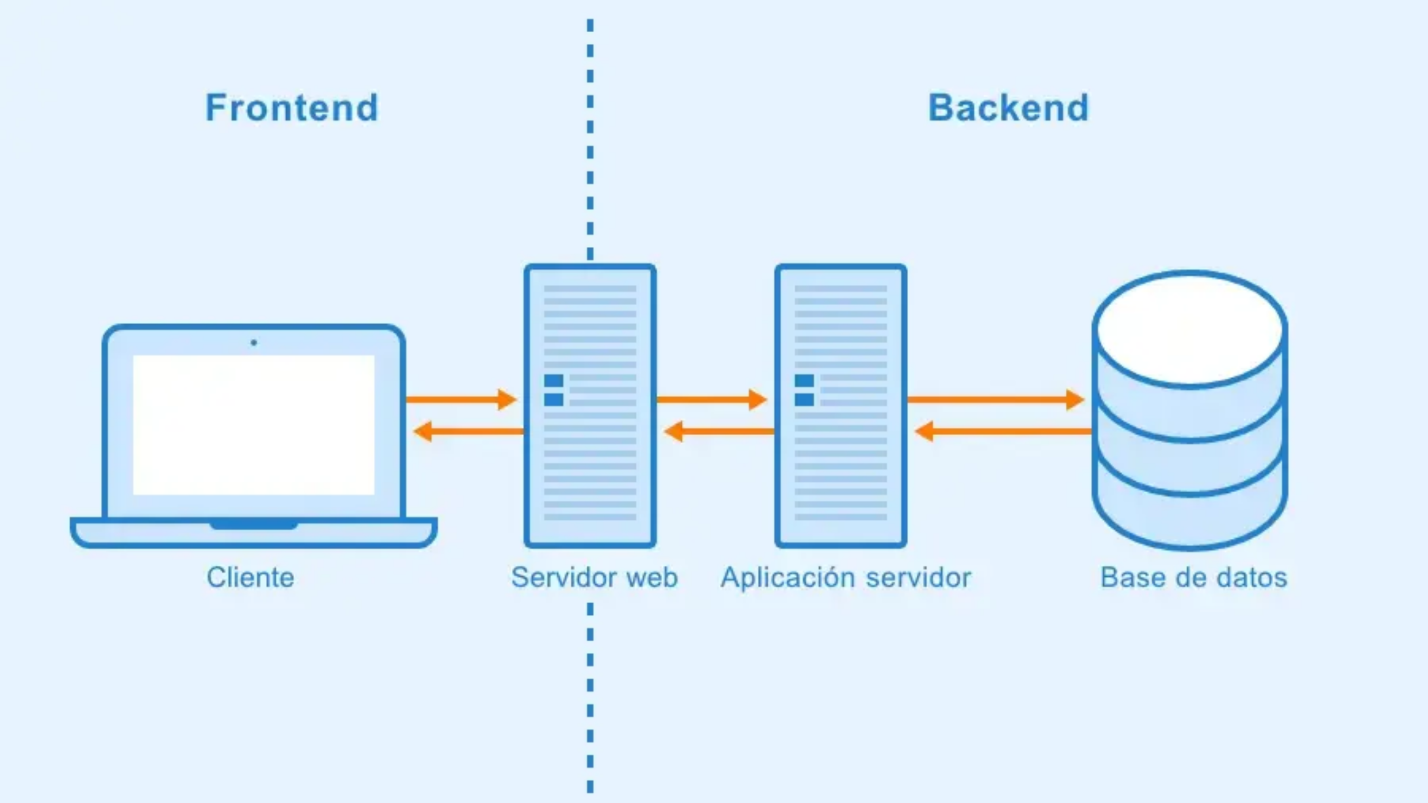 Frontend
Backend
Cliente
Servidor web
Aplicación servidor
Base de datos